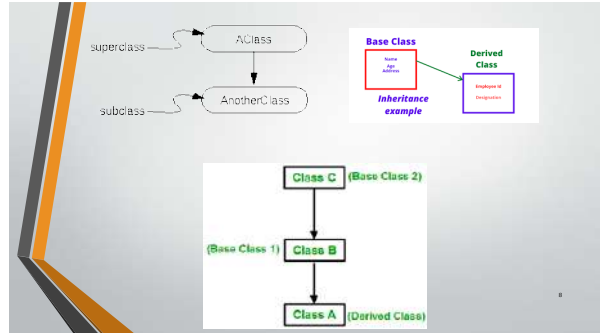 superclass
AClass
subclass
AnotherClass
Base Class
Name
Age
Address
Derived
Class
Employee Id
Designation
Inheritance
example
Class C (Base Class 2)
(Base Class 1) Class B
Class A (Derived Class)
8